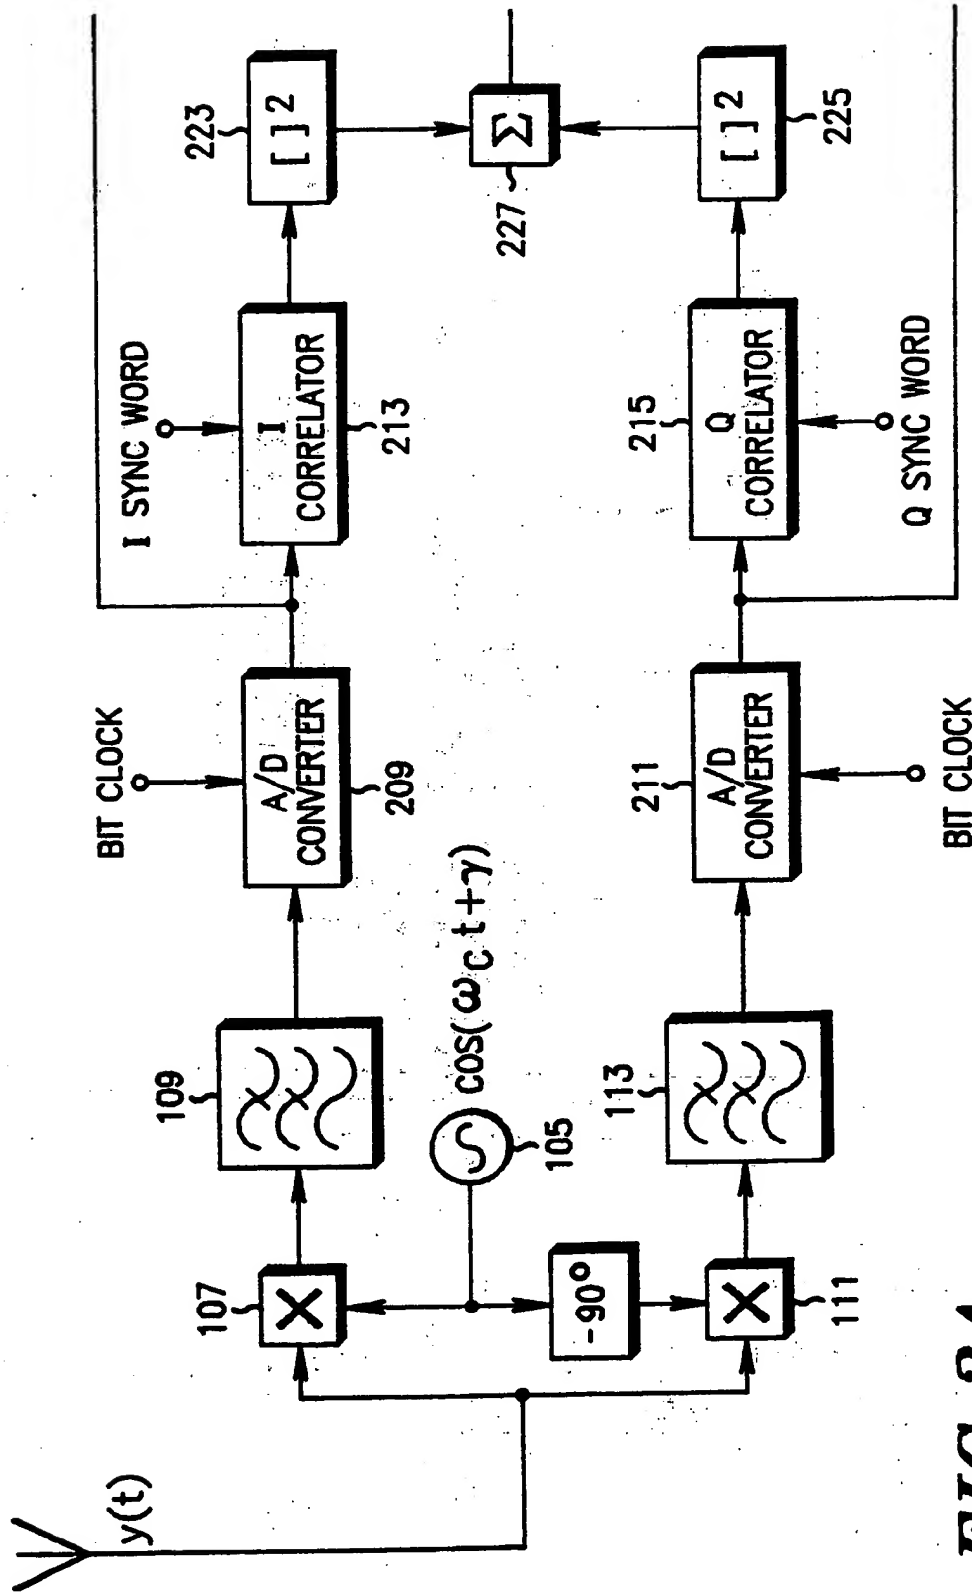 y(t)
107
X
109
BIT CLOCK
A/D
CONVERTER
209
I SYNC WORD
I
CORRELATOR
213
223
[ ]²
COS(ω_C t+γ)
105
-90°
227
Σ
111
X
113
211
A/D
CONVERTER
BIT CLOCK
215
Q
CORRELATOR
Q SYNC WORD
[ ]²
225